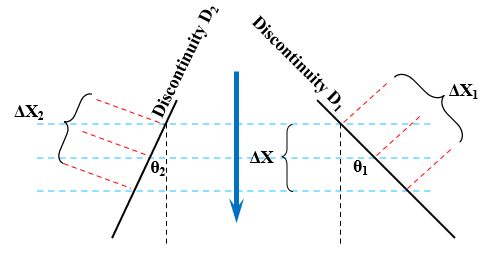 Discontinuity D₂
Discontinuity D₁
ΔX₂
ΔX₁
ΔX
θ₂
θ₁